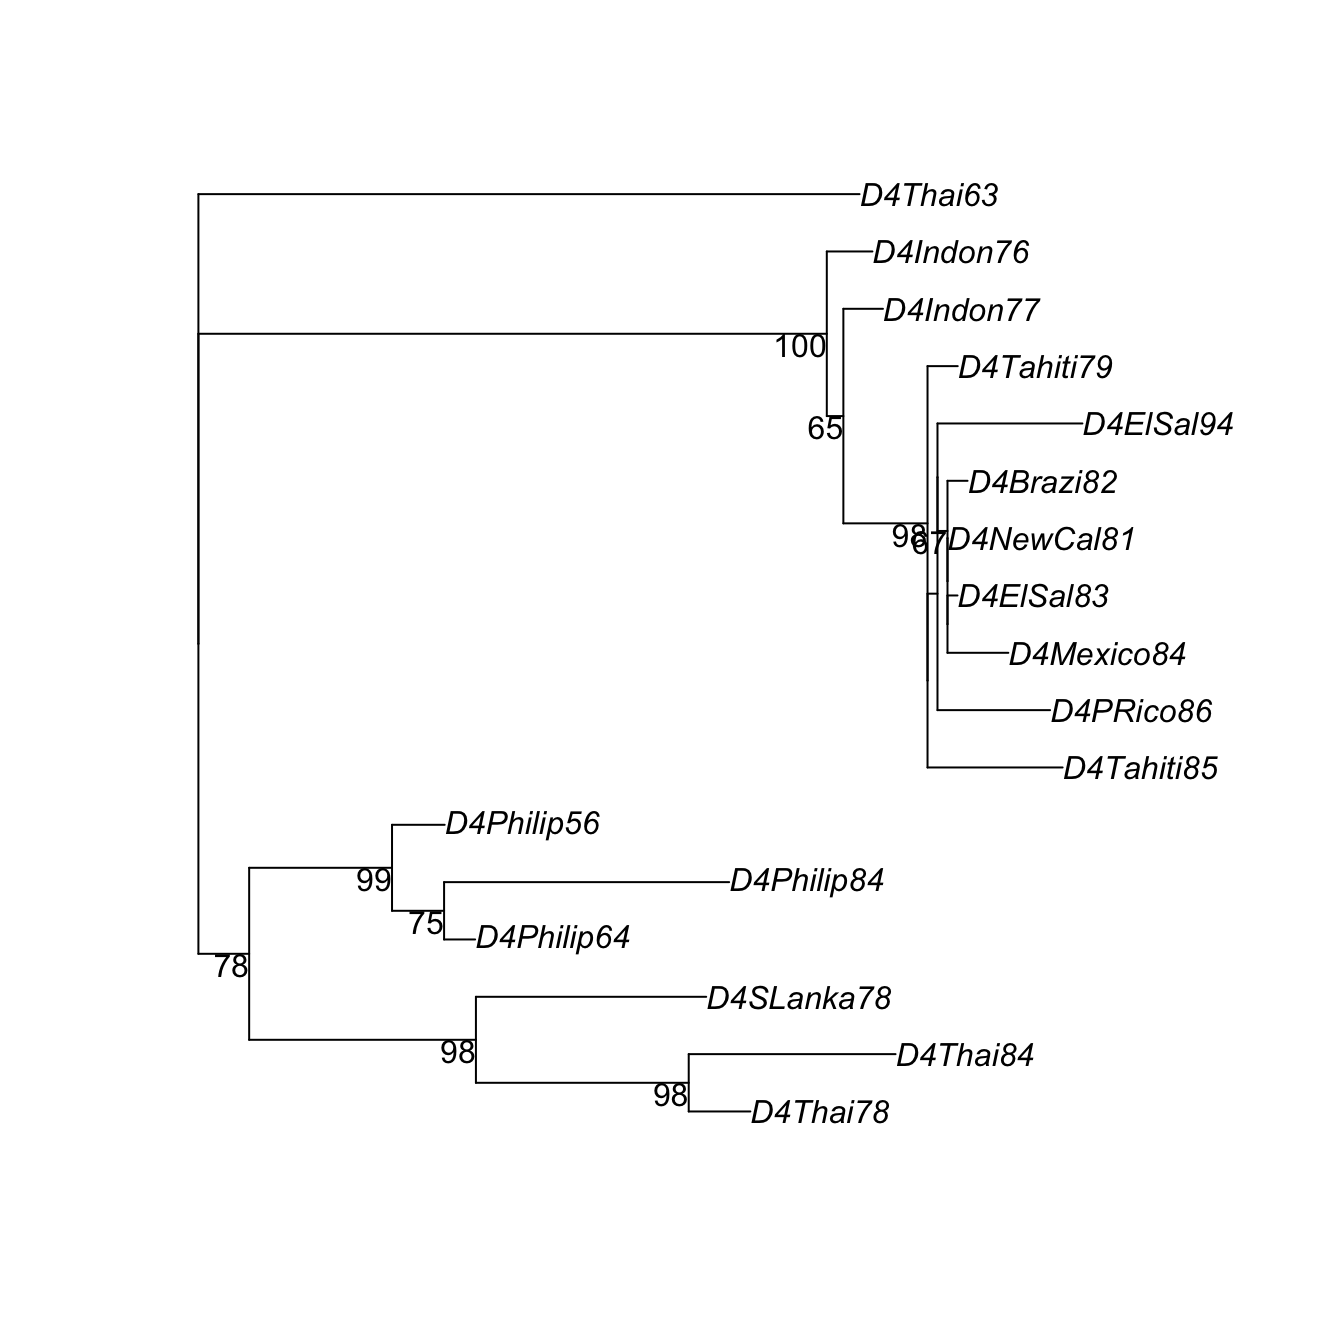 D4Thai63
D4Indon76
D4Indon77
100
D4Tahiti79
D4ElSal94
65
D4Brazi82
98
67
D4NewCal81
D4ElSal83
D4Mexico84
D4PRico86
D4Tahiti85
D4Philip56
99
D4Philip84
75
D4Philip64
78
D4SLanka78
98
D4Thai84
98
D4Thai78